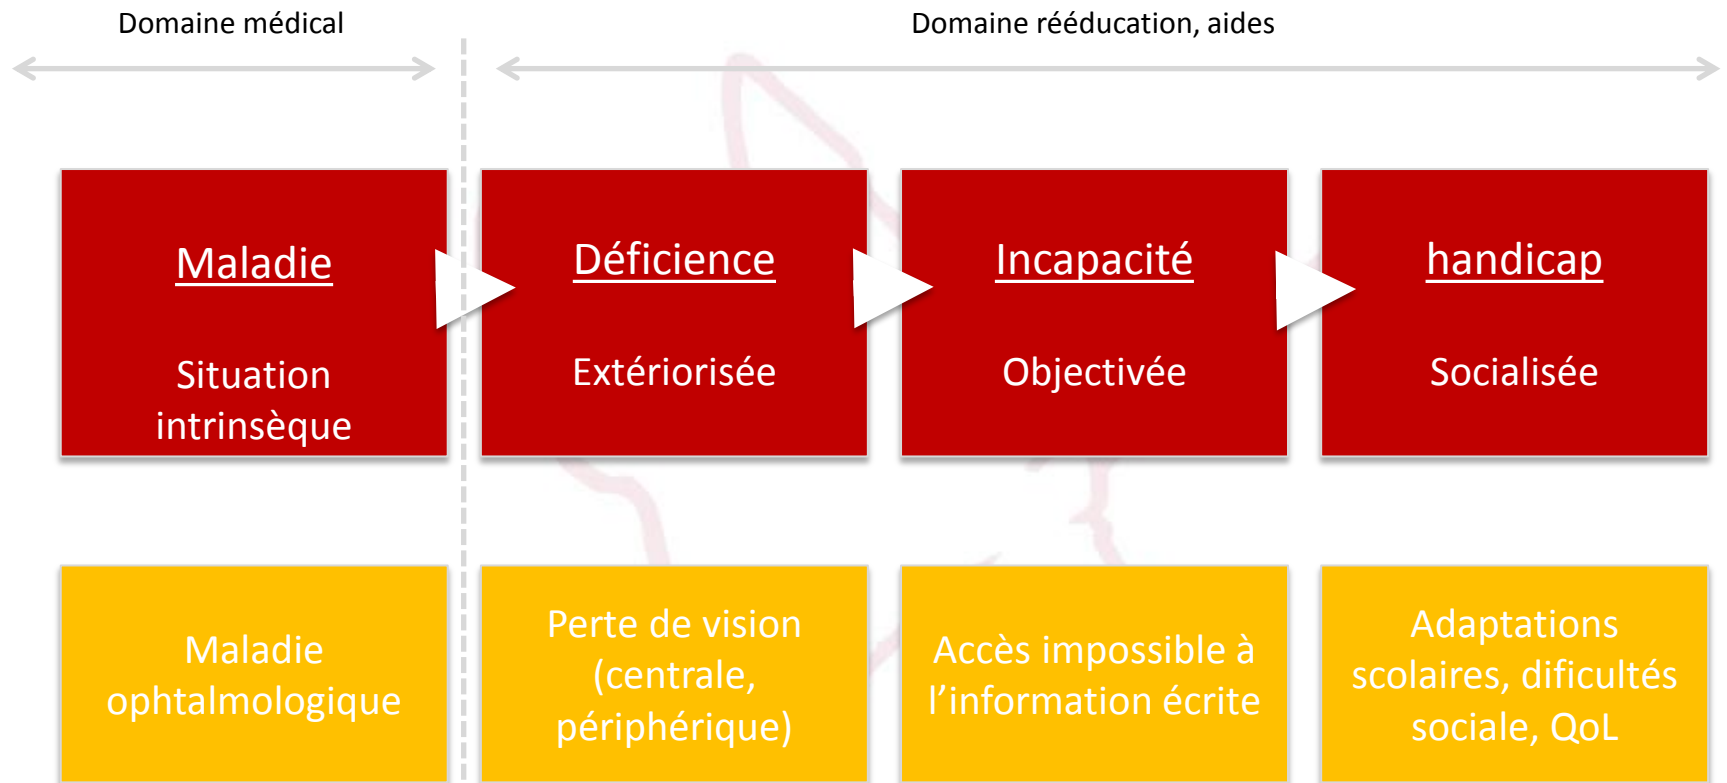 Domaine médical
Domaine rééducation, aides
Maladie
Situation
intrinsèque
Déficience
Extériorisée
Incapacité
Objectivée
handicap
Socialisée
Maladie
ophtalmologique
Perte de vision
(centrale,
périphérique)
Accès impossible à
l’information écrite
Adaptations
scolaires, dificultés
sociale, QoL